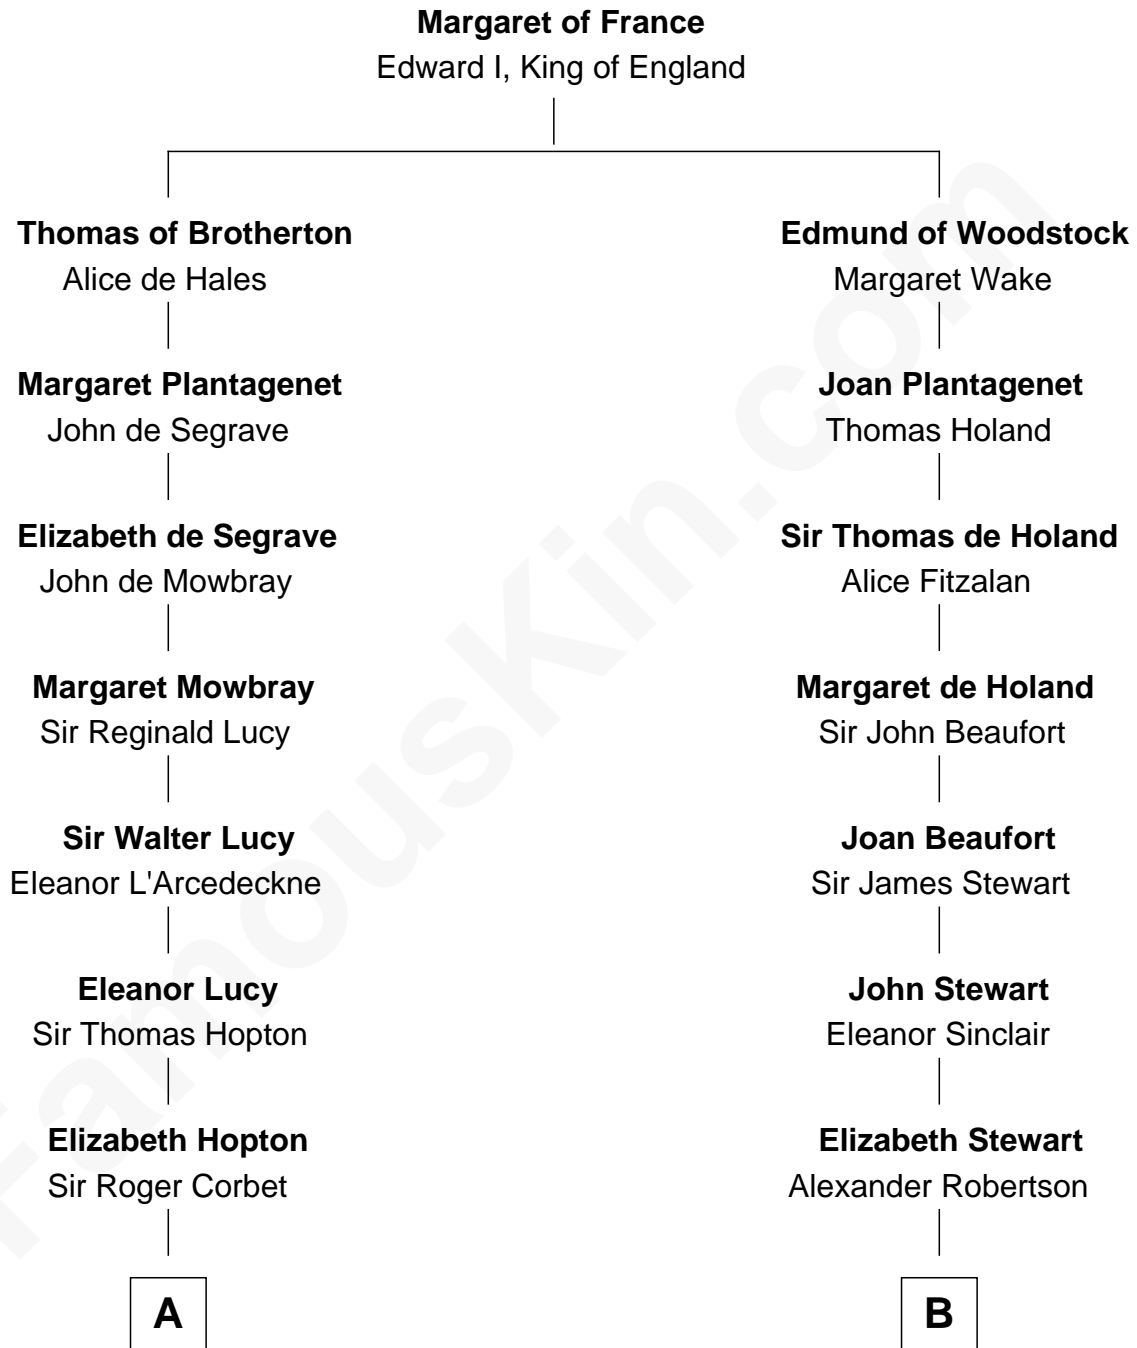 Margaret of France
Edward I, King of England
Thomas of Brotherton
Alice de Hales
Edmund of Woodstock
Margaret Wake
Margaret Plantagenet
John de Segrave
Joan Plantagenet
Thomas Holand
Elizabeth de Segrave
John de Mowbray
Sir Thomas de Holand
Alice Fitzalan
Margaret Mowbray
Sir Reginald Lucy
Margaret de Holand
Sir John Beaufort
Sir Walter Lucy
Eleanor L'Arcedeckne
Joan Beaufort
Sir James Stewart
Eleanor Lucy
Sir Thomas Hopton
John Stewart
Eleanor Sinclair
Elizabeth Hopton
Sir Roger Corbet
Elizabeth Stewart
Alexander Robertson
A
B
FamousKin.com